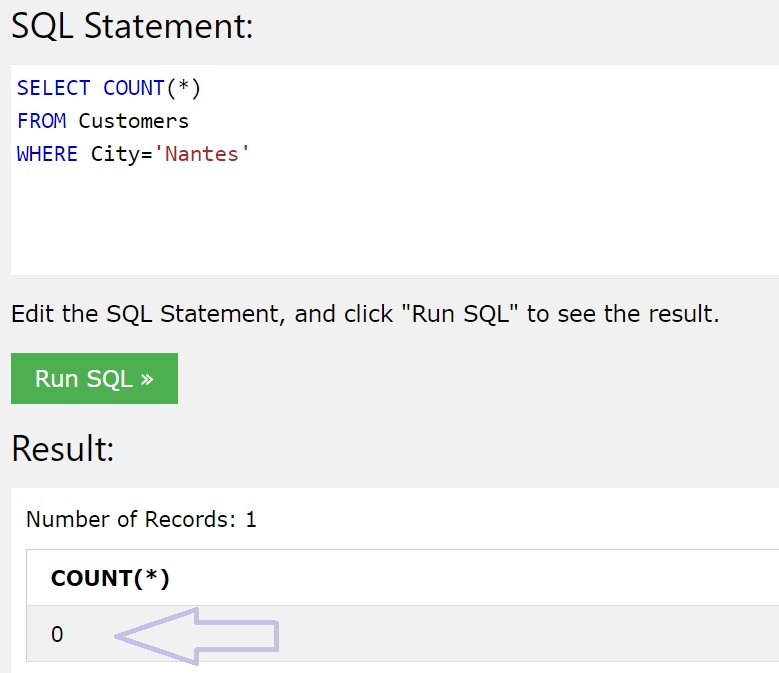 SQL Statement:
SELECT COUNT(*)
FROM Customers
WHERE City='Nantes'
Edit the SQL Statement, and click "Run SQL" to see the result.
Run SQL »
Result:
Number of Records: 1
COUNT(*)
0